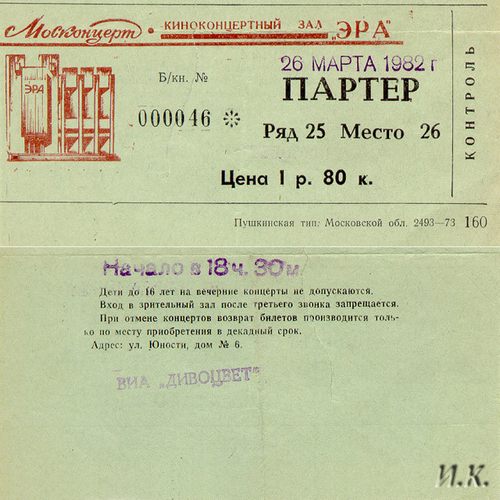 Москонцерт • КИНОКОНЦЕРТНЫЙ ЗАЛ „ЭРА"
ЭРА
Б/кн. №
000046 ❊
26 МАРТА 1982 г
ПАРТЕР
Ряд 25 Место 26
Цена 1 р. 80 к.
КОНТРОЛЬ
Пушкинская тип. Московской обл. 2493—73 160
Начало в 18 ч. 30 м
Дети до 16 лет на вечерние концерты не допускаются.
Вход в зрительный зал после третьего звонка запрещается.
При отмене концертов возврат билетов производится толь-
ко по месту приобретения в декадный срок.
Адрес: ул. Юности, дом № 6.
ВИА „ДИВОЦВЕТ"
И.К.